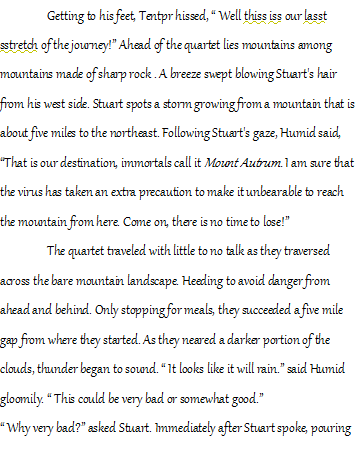 Getting to his feet, Tentpr hissed, “ Well thiss iss our lasst
sstretch of the journey!” Ahead of the quartet lies mountains among
mountains made of sharp rock . A breeze swept blowing Stuart's hair
from his west side. Stuart spots a storm growing from a mountain that is
about five miles to the northeast. Following Stuart's gaze, Humid said,
“That is our destination, immortals call it Mount Autrum. I am sure that
the virus has taken an extra precaution to make it unbearable to reach
the mountain from here. Come on, there is no time to lose!”
The quartet traveled with little to no talk as they traversed
across the bare mountain landscape. Heeding to avoid danger from
ahead and behind. Only stopping for meals, they succeeded a five mile
gap from where they started. As they neared a darker portion of the
clouds, thunder began to sound. “ It looks like it will rain.” said Humid
gloomily. “ This could be very bad or somewhat good.”
“ Why very bad?” asked Stuart. Immediately after Stuart spoke, pouring